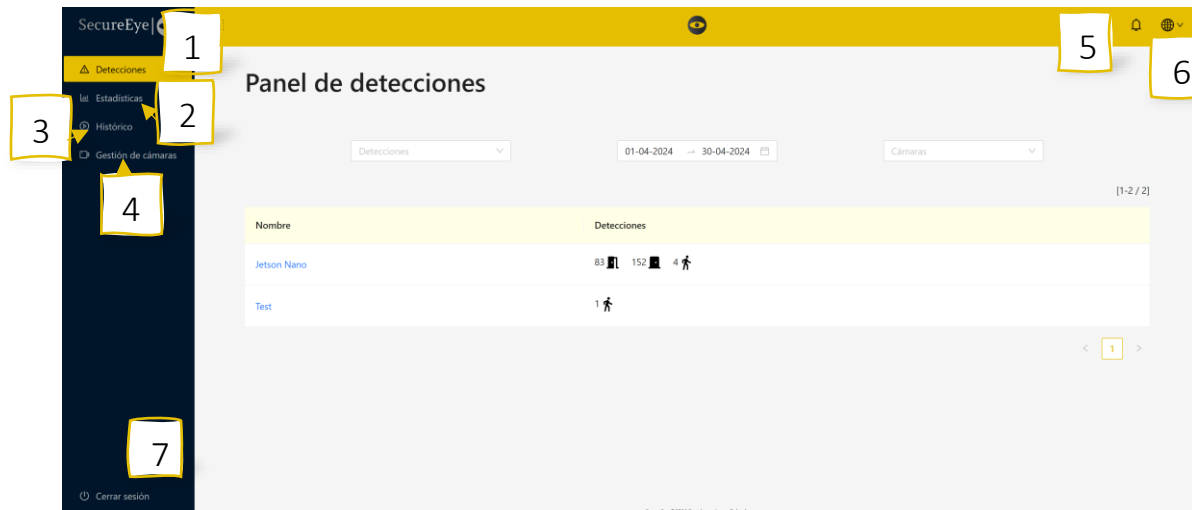 SecureEye|
1
5
6
Detecciones
Panel de detecciones
Estadísticas
2
3
Histórico
Gestión de cámaras
4
Detecciones
01-04-2024 → 30-04-2024
Cámaras
[1-2 / 2]
Nombre
Detecciones
Jetson Nano
83 152 4
Test
1
< 1 >
7
Cerrar sesión